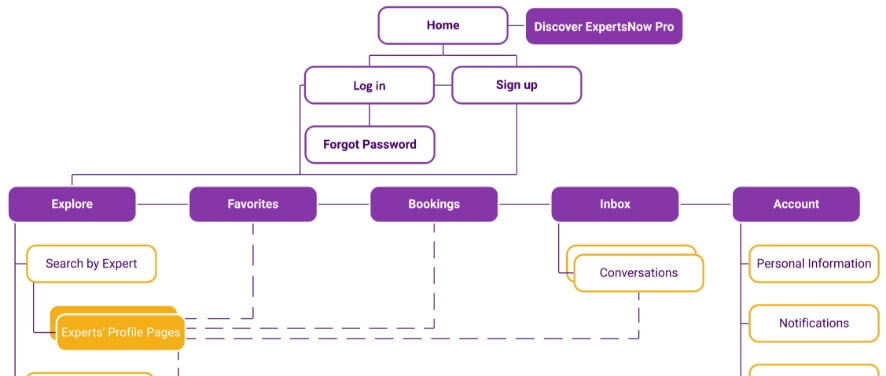 Home
Discover ExpertsNow Pro
Log in
Sign up
Forgot Password
Explore
Favorites
Bookings
Inbox
Account
Search by Expert
Conversations
Personal Information
Experts' Profile Pages
Notifications